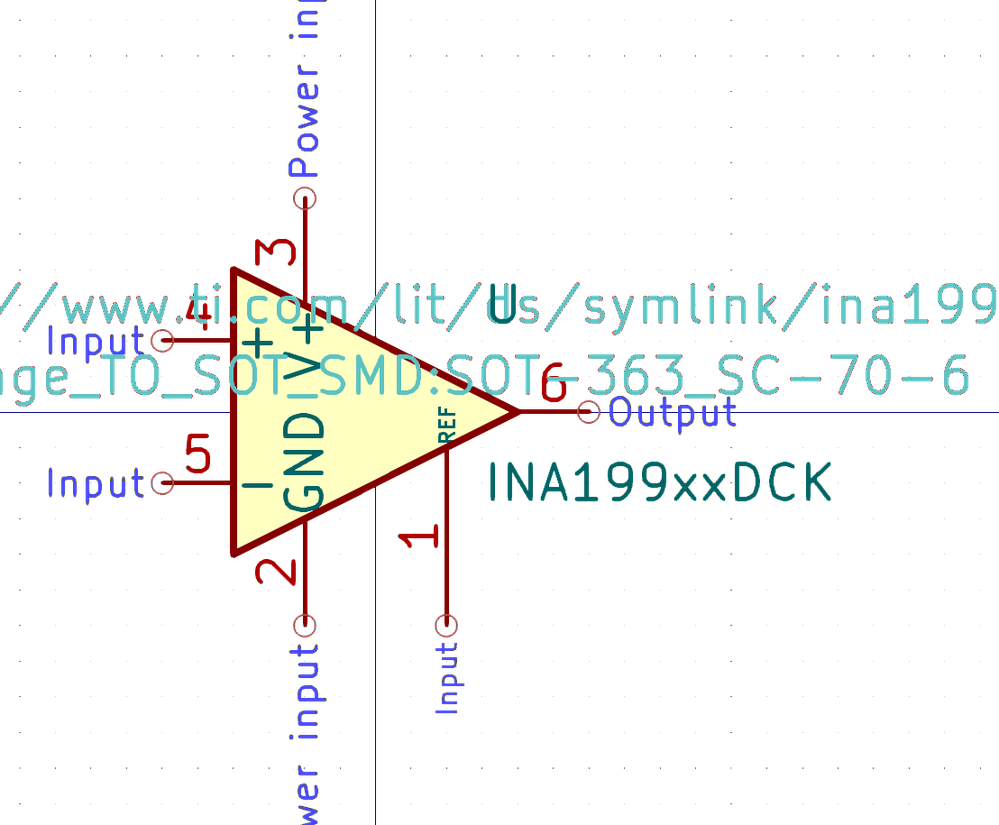 Power inp
3
//www.ti.com/lit/ds/symlink/ina199
U
4
Input
+
V+
nge_TO_SOT_SMD:SOT-363_SC-70-6
6
Output
REF
GND
5
Input
−
INA199xxDCK
1
2
Input
wer input